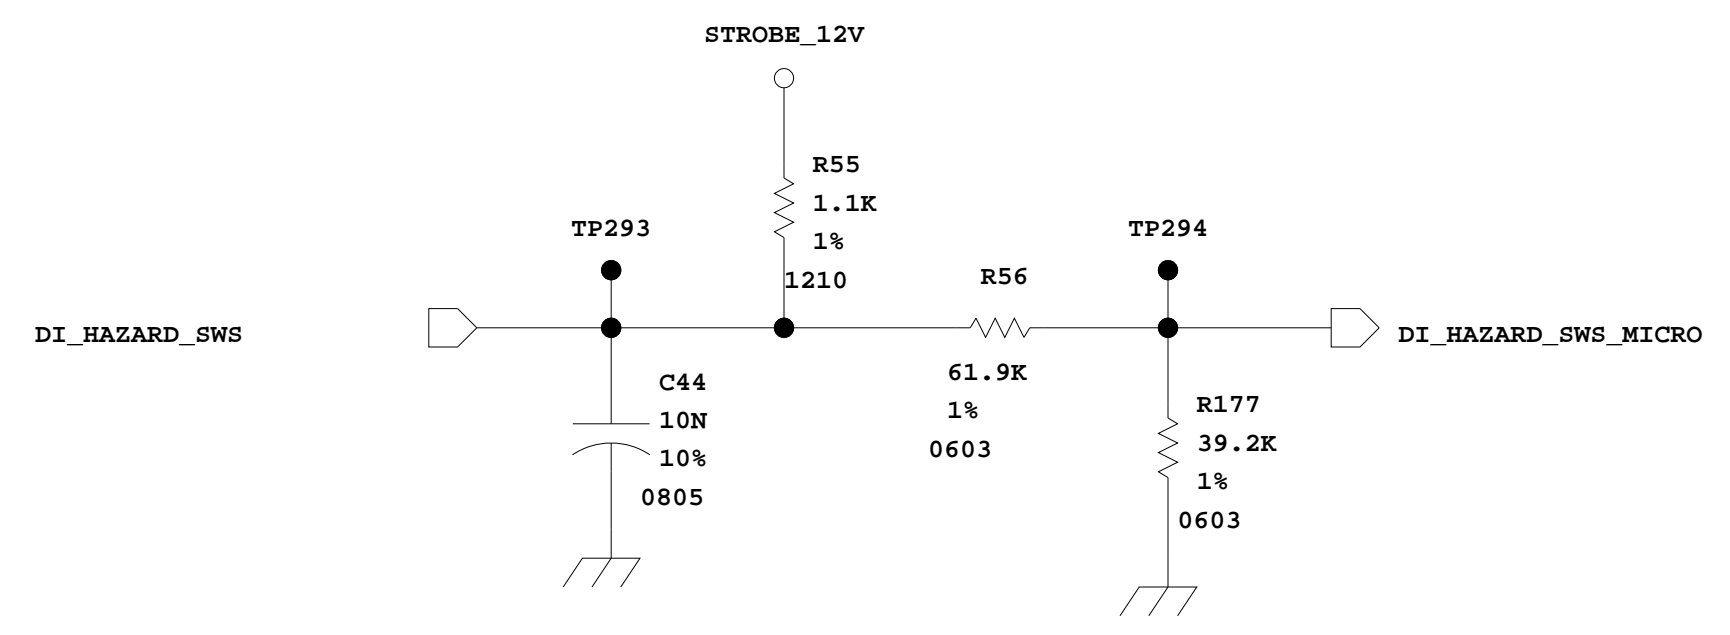 STROBE_12V
R55
1.1K
1%
1210
TP293
TP294
R56
DI_HAZARD_SWS
DI_HAZARD_SWS_MICRO
61.9K
1%
0603
C44
10N
10%
0805
R177
39.2K
1%
0603